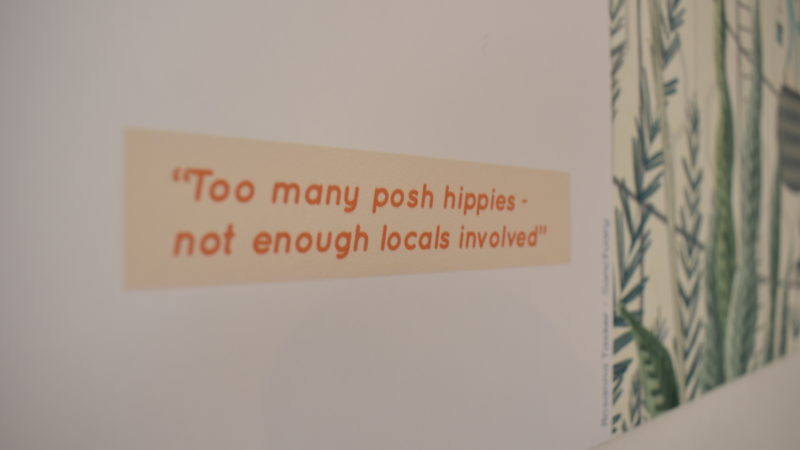 “Too many posh hippies -
not enough locals involved”